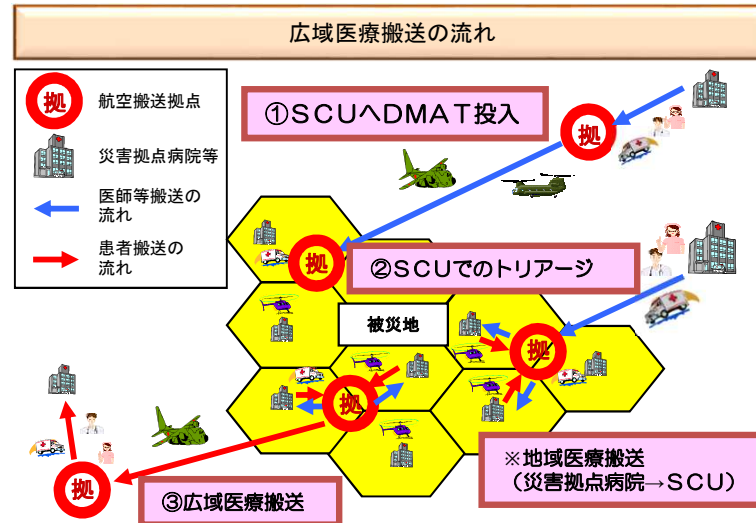 広域医療搬送の流れ
拠
航空搬送拠点
災害拠点病院等
医師等搬送の
流れ
患者搬送の
流れ
①ＳＣＵへＤＭＡＴ投入
拠
拠
②ＳＣＵでのトリアージ
被災地
拠
拠
拠
③広域医療搬送
※地域医療搬送
（災害拠点病院→ＳＣＵ）